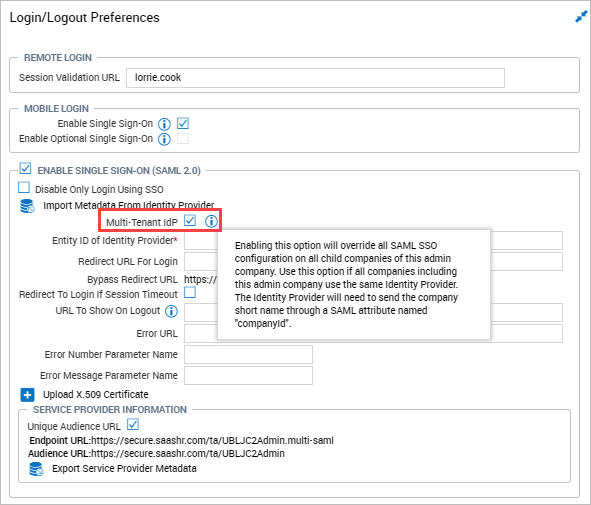 Login/Logout Preferences
REMOTE LOGIN
Session Validation URL lorrie.cook
MOBILE LOGIN
Enable Single Sign-On
Enable Optional Single Sign-On
ENABLE SINGLE SIGN-ON (SAML 2.0)
Disable Only Login Using SSO
Import Metadata From Identity Provider
Multi-Tenant IdP
Entity ID of Identity Provider*
Redirect URL For Login
Bypass Redirect URL https:/
Redirect To Login If Session Timeout
URL To Show On Logout
Error URL
Error Number Parameter Name
Error Message Parameter Name
Enabling this option will override all SAML SSO
configuration on all child companies of this admin
company. Use this option if all companies including
this admin company use the same Identity Provider.
The Identity Provider will need to send the company
short name through a SAML attribute named
"companyId".
Upload X.509 Certificate
SERVICE PROVIDER INFORMATION
Unique Audience URL
Endpoint URL:https://secure.saashr.com/ta/UBLJC2Admin.multi-saml
Audience URL:https://secure.saashr.com/ta/UBLJC2Admin
Export Service Provider Metadata